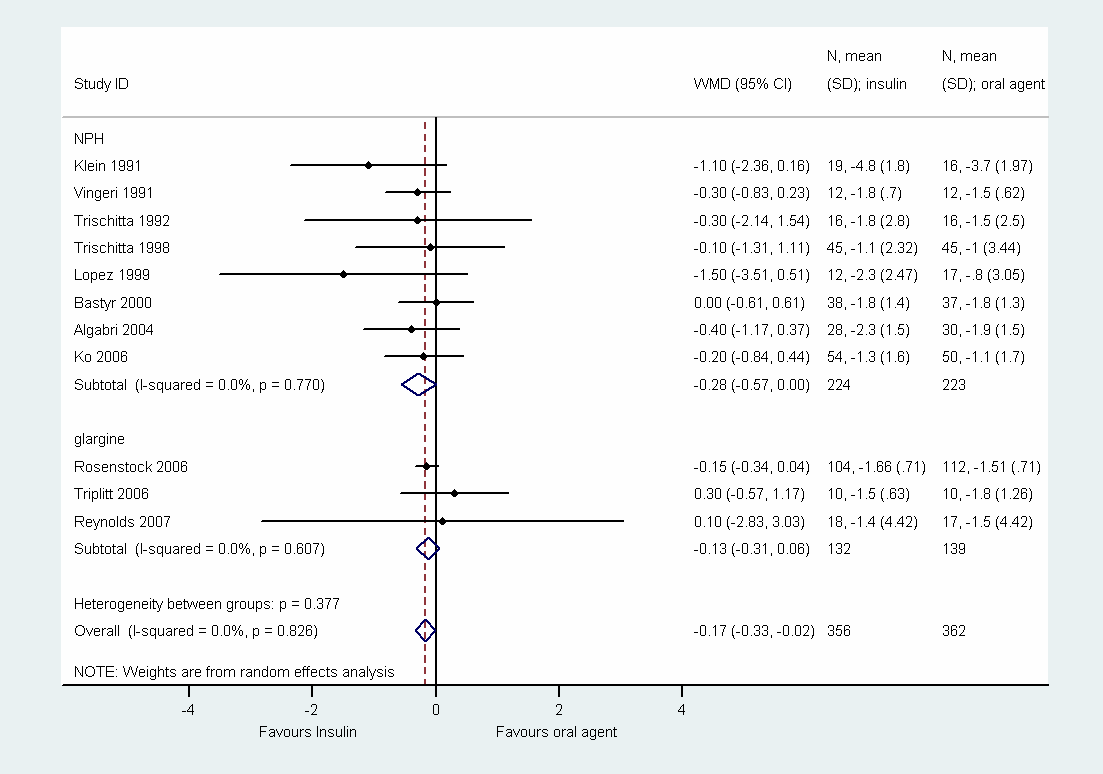 N, mean N, mean
Study ID WMD (95% CI) (SD); insulin (SD); oral agent
NPH
Klein 1991 -1.10 (-2.36, 0.16) 19, -4.8 (1.8) 16, -3.7 (1.97)
Vingeri 1991 -0.30 (-0.83, 0.23) 12, -1.8 (.7) 12, -1.5 (.62)
Trischitta 1992 -0.30 (-2.14, 1.54) 16, -1.8 (2.8) 16, -1.5 (2.5)
Trischitta 1998 -0.10 (-1.31, 1.11) 45, -1.1 (2.32) 45, -1 (3.44)
Lopez 1999 -1.50 (-3.51, 0.51) 12, -2.3 (2.47) 17, -.8 (3.05)
Bastyr 2000 0.00 (-0.61, 0.61) 38, -1.8 (1.4) 37, -1.8 (1.3)
Algabri 2004 -0.40 (-1.17, 0.37) 28, -2.3 (1.5) 30, -1.9 (1.5)
Ko 2006 -0.20 (-0.84, 0.44) 54, -1.3 (1.6) 50, -1.1 (1.7)
Subtotal (I-squared = 0.0%, p = 0.770) -0.28 (-0.57, 0.00) 224 223
glargine
Rosenstock 2006 -0.15 (-0.34, 0.04) 104, -1.66 (.71) 112, -1.51 (.71)
Triplitt 2006 0.30 (-0.57, 1.17) 10, -1.5 (.63) 10, -1.8 (1.26)
Reynolds 2007 0.10 (-2.83, 3.03) 18, -1.4 (4.42) 17, -1.5 (4.42)
Subtotal (I-squared = 0.0%, p = 0.607) -0.13 (-0.31, 0.06) 132 139
Heterogeneity between groups: p = 0.377
Overall (I-squared = 0.0%, p = 0.826) -0.17 (-0.33, -0.02) 356 362
NOTE: Weights are from random effects analysis
-4 -2 0 2 4
Favours Insulin Favours oral agent